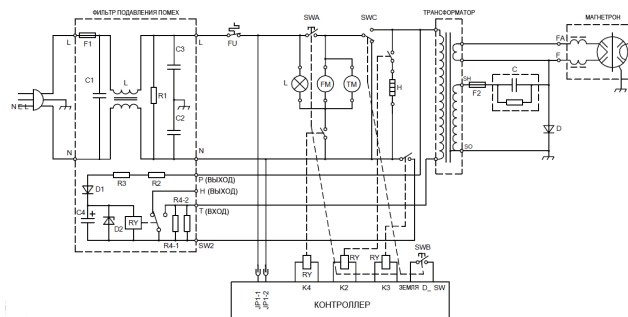 ФИЛЬТР ПОДАВЛЕНИЯ ПОМЕХ
SWA
SWC
ТРАНСФОРМАТОР
МАГНЕТРОН
L
F1
L
FU
FA
F
C3
C1
L
R1
L
FM
TM
H
SH
F2
C
N E L
C2
D
N
N
SO
P (ВЫХОД)
D1
R3
R2
H (ВЫХОД)
R4-2
T (ВХОД)
C4
+
D2
RY
R4-1
SW2
SWB
RY
RY
RY
JP1-1
JP1-2
K4
K2
K3
ЗЕМЛЯ
D_ SW
КОНТРОЛЛЕР